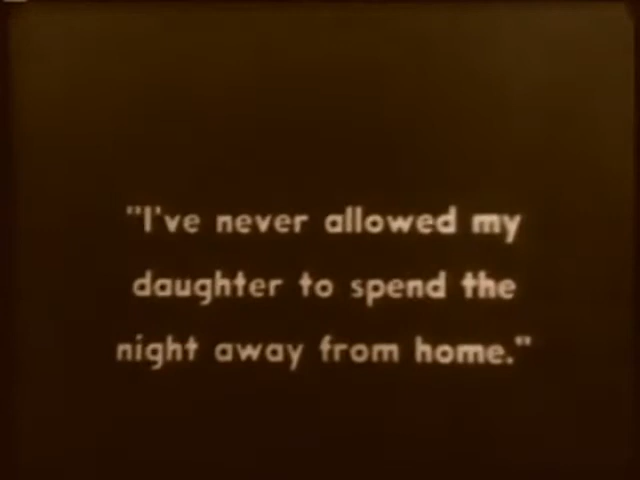 "I've never allowed my
daughter to spend the
night away from home."